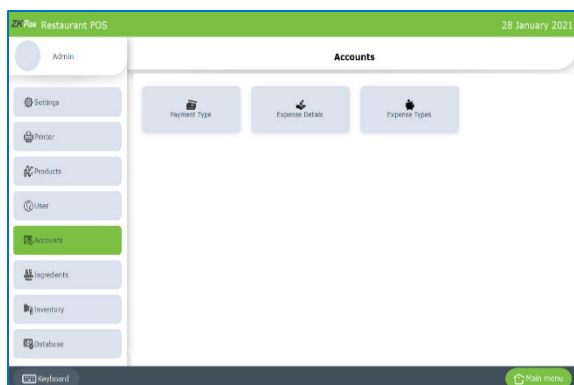 ZKPos Restaurant POS
28 January 2021
Admin
Accounts
Settings
Printer
Products
User
Accounts
Ingredients
Inventory
Database
Payment Type
Expense Details
Expense Types
Keyboard
Main menu